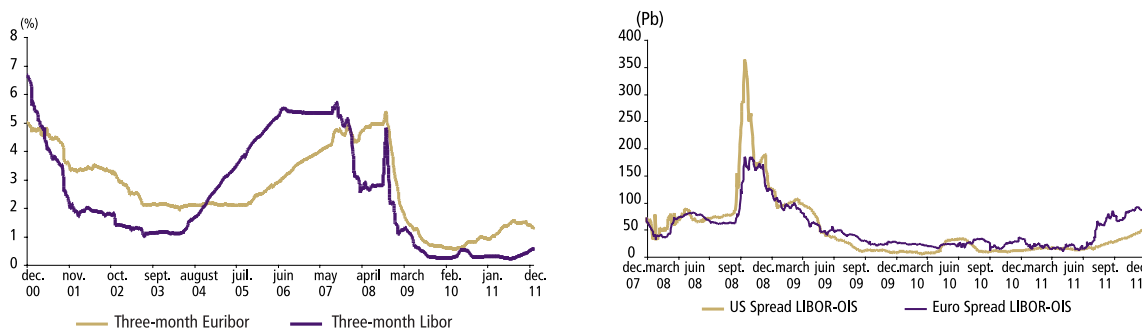 (%)
8
7
6
5
4
3
2
1
0
dec. nov. oct. sept. august juil. juin may april march feb. jan. dec.
00 01 02 03 04 05 06 07 08 09 10 11 11
Three-month Euribor Three-month Libor
(Pb)
400
350
300
250
200
150
100
50
0
dec. march juin sept. dec. march juin sept. dec. march juin sept. dec. march juin sept. dec.
07 08 08 08 08 09 09 09 09 10 10 10 10 11 11 11 11
US Spread LIBOR-OIS Euro Spread LIBOR-OIS